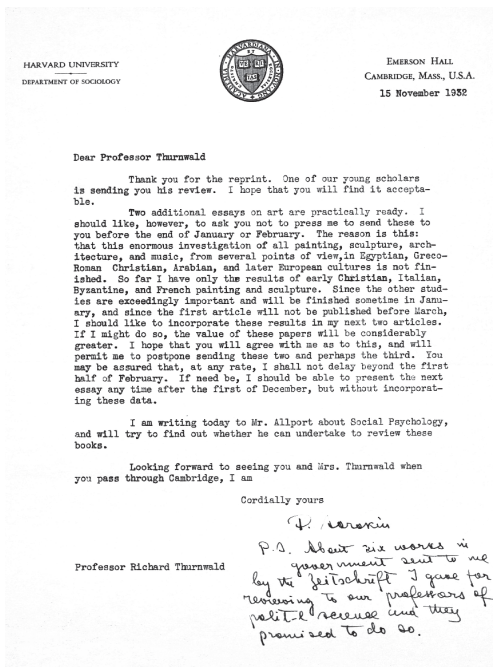 HARVARD UNIVERSITY
DEPARTMENT OF SOCIOLOGY
VE RI
TAS
EMERSON HALL
CAMBRIDGE, MASS., U.S.A.
15 November 1932
Dear Professor Thurnwald
Thank you for the reprint. One of our young scholars
is sending you his review. I hope that you will find it accepta-
ble.
Two additional essays on art are practically ready. I
should like, however, to ask you not to press me to send these to
you before the end of January or February. The reason is this:
that this enormous investigation of all painting, sculpture, arch-
itecture, and music, from several points of view,in Egyptian, Greco-
Roman Christian, Arabian, and later European cultures is not fin-
ished. So far I have only the results of early Christian, Italian,
Byzantine, and French painting and sculpture. Since the other stud-
ies are exceedingly important and will be finished sometime in Janu-
ary, and since the first article will not be published before March,
I should like to incorporate these results in my next two articles.
If I might do so, the value of these papers will be considerably
greater. I hope that you will agree with me as to this, and will
permit me to postpone sending these two and perhaps the third. You
may be assured that, at any rate, I shall not delay beyond the first
half of February. If need be, I should be able to present the next
essay any time after the first of December, but without incorporat-
ing these data.
I am writing today to Mr. Allport about Social Psychology,
and will try to find out whether he can undertake to review these
books.
Looking forward to seeing you and Mrs. Thurnwald when
you pass through Cambridge, I am
Cordially yours
P. Sorokin
Professor Richard Thurnwald
P.S. About six works in
government sent to me
by the Zeitschrift I gave for
reviewing to our professors of
polit-l science and they
promised to do so.